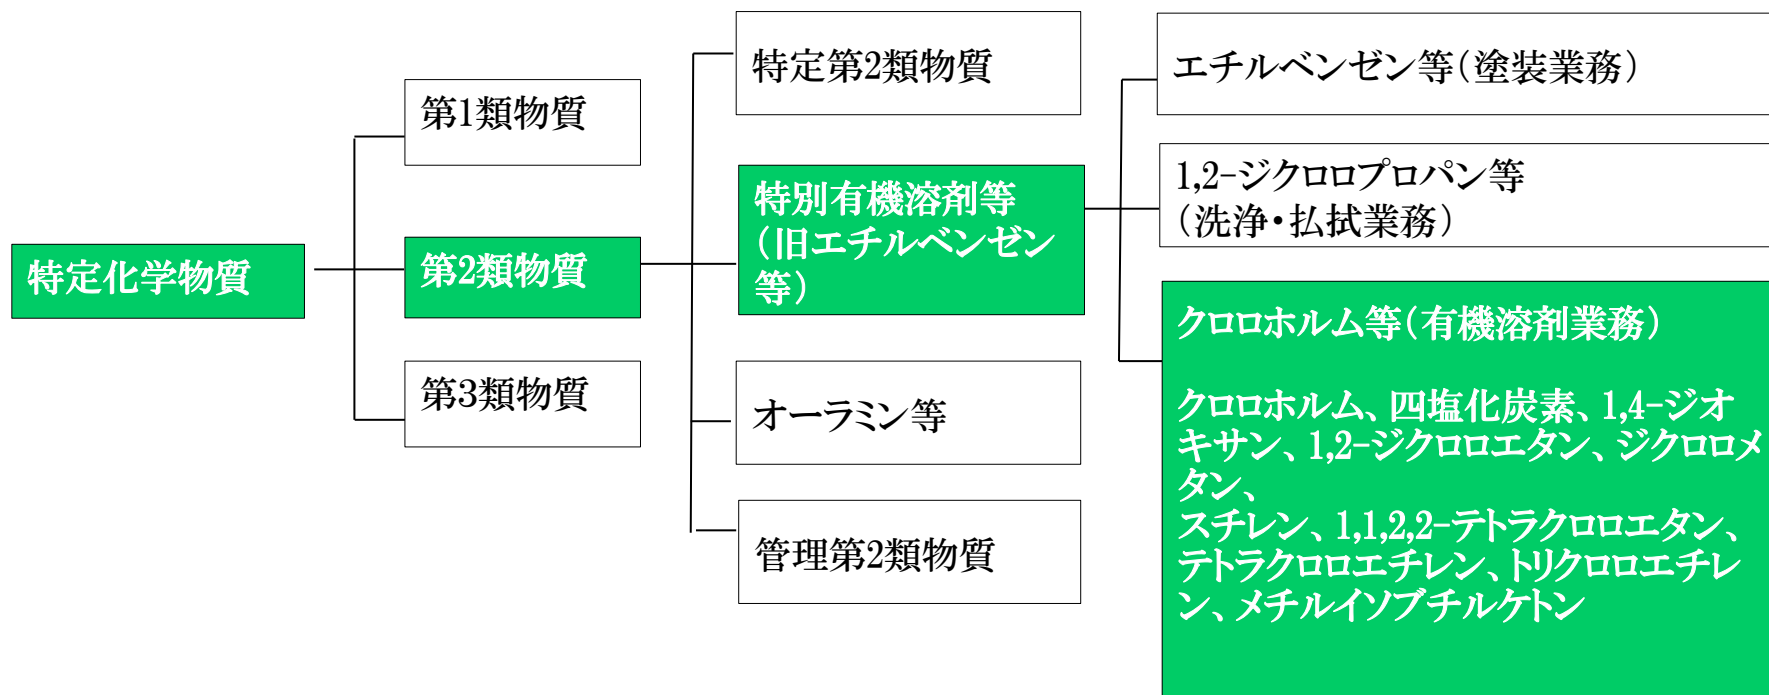 特定化学物質
第1類物質
第2類物質
第3類物質
特定第2類物質
特別有機溶剤等
（旧エチルベンゼン
等）
オーラミン等
管理第2類物質
エチルベンゼン等（塗装業務）
1,2-ジクロロプロパン等
（洗浄・払拭業務）
クロロホルム等（有機溶剤業務）
クロロホルム、四塩化炭素、1,4-ジオ
キサン、1,2-ジクロロエタン、ジクロロメ
タン、
スチレン、1,1,2,2-テトラクロロエタン、
テトラクロロエチレン、トリクロロエチレ
ン、メチルイソブチルケトン